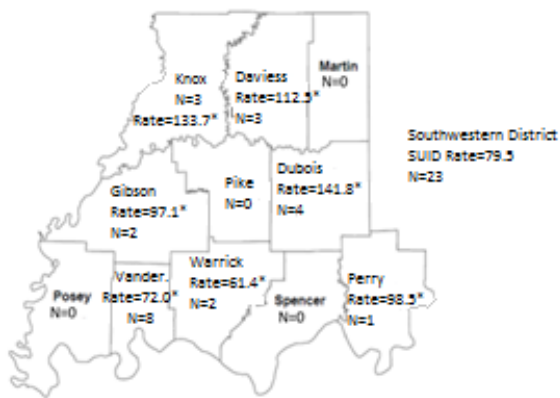 Knox
N=3
Rate=133.7*
Daviess
Rate=112.5*
N=3
Martin
N=0
Southwestern District
SUID Rate=79.5
N=23
Gibson
Rate=97.1*
N=2
Pike
N=0
Dubois
Rate=141.8*
N=4
Posey
N=0
Vander.
Rate=72.0*
N=8
Warrick
Rate=61.4*
N=2
Spencer
N=0
Perry
Rate=98.5*
N=1